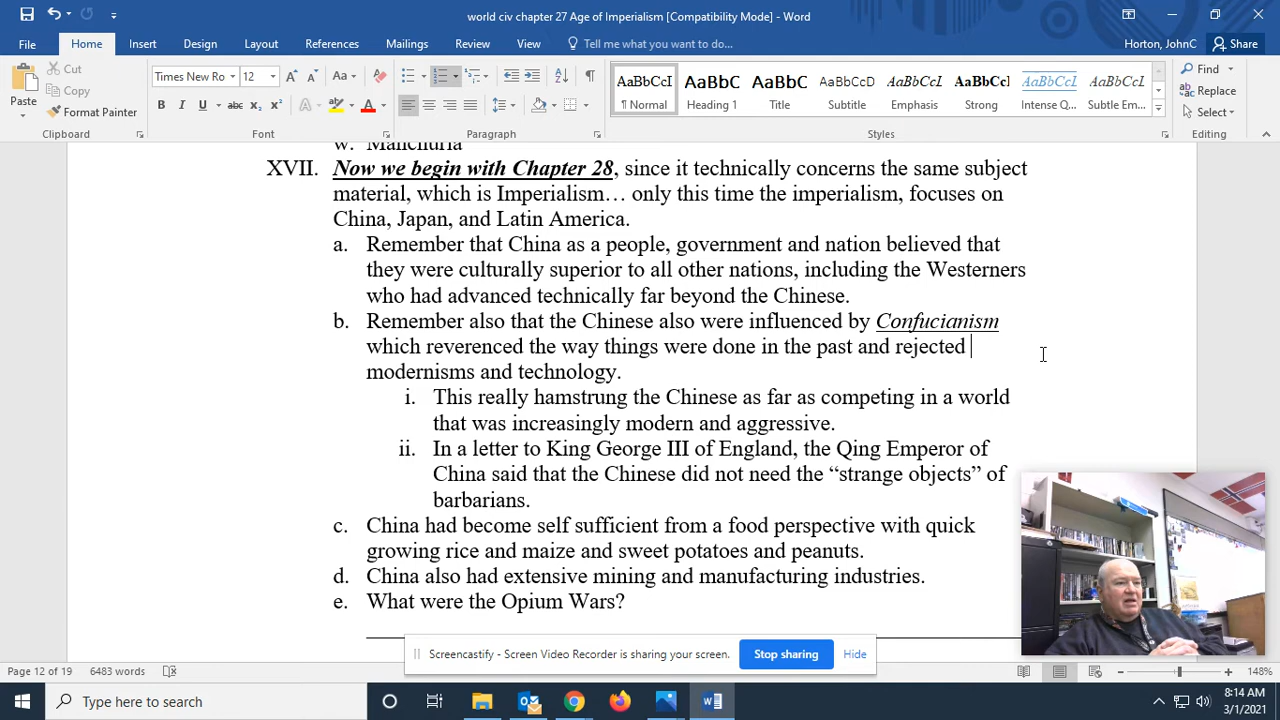 world civ chapter 27 Age of Imperialism [Compatibility Mode] - Word
File Home Insert Design Layout References Mailings Review View Tell me what you want to do... Horton, JohnC Share
Paste Cut Copy Format Painter
Times New Ro 12 Aa
B I U abc X₂ X² A A
AaBbCcI AaBbC AaBbC AaBbCcI AaBbCcI AaBbCcI AaBbCcI AaBbCcI
¶ Normal Heading 1 Title Subtitle Emphasis Strong Intense Q... Subtle Em...
Find Replace Select
Clipboard Font Paragraph Styles Editing
w. Manchuria
XVII. Now we begin with Chapter 28, since it technically concerns the same subject
material, which is Imperialism… only this time the imperialism, focuses on
China, Japan, and Latin America.
a. Remember that China as a people, government and nation believed that
they were culturally superior to all other nations, including the Westerners
who had advanced technically far beyond the Chinese.
b. Remember also that the Chinese also were influenced by Confucianism
which reverenced the way things were done in the past and rejected
modernisms and technology.
i. This really hamstrung the Chinese as far as competing in a world
that was increasingly modern and aggressive.
ii. In a letter to King George III of England, the Qing Emperor of
China said that the Chinese did not need the “strange objects” of
barbarians.
c. China had become self sufficient from a food perspective with quick
growing rice and maize and sweet potatoes and peanuts.
d. China also had extensive mining and manufacturing industries.
e. What were the Opium Wars?
Screencastify - Screen Video Recorder is sharing your screen. Stop sharing Hide
Page 12 of 19 6483 words 148%
Type here to search
8:14 AM
3/1/2021